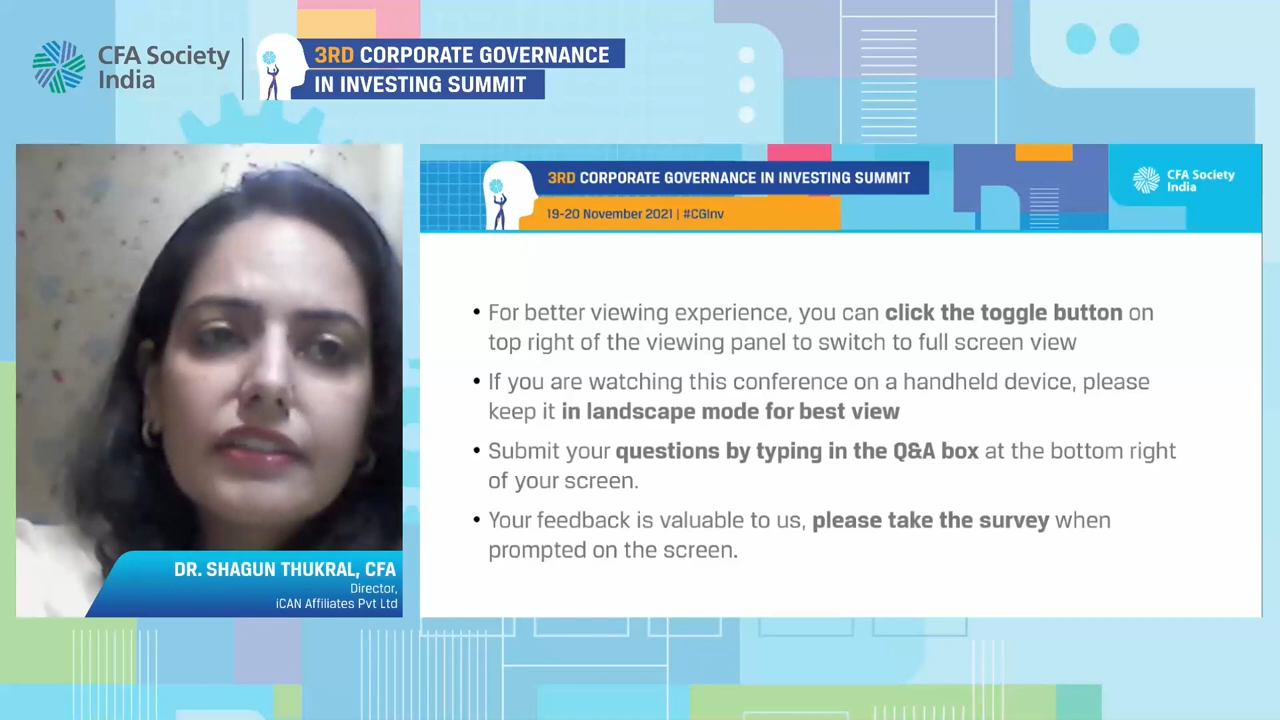 CFA Society
India
3RD CORPORATE GOVERNANCE
IN INVESTING SUMMIT
3RD CORPORATE GOVERNANCE IN INVESTING SUMMIT
19-20 November 2021 | #CGInv
CFA Society
India
• For better viewing experience, you can click the toggle button on
top right of the viewing panel to switch to full screen view
• If you are watching this conference on a handheld device, please
keep it in landscape mode for best view
• Submit your questions by typing in the Q&A box at the bottom right
of your screen.
• Your feedback is valuable to us, please take the survey when
prompted on the screen.
DR. SHAGUN THUKRAL, CFA
Director,
iCAN Affiliates Pvt Ltd